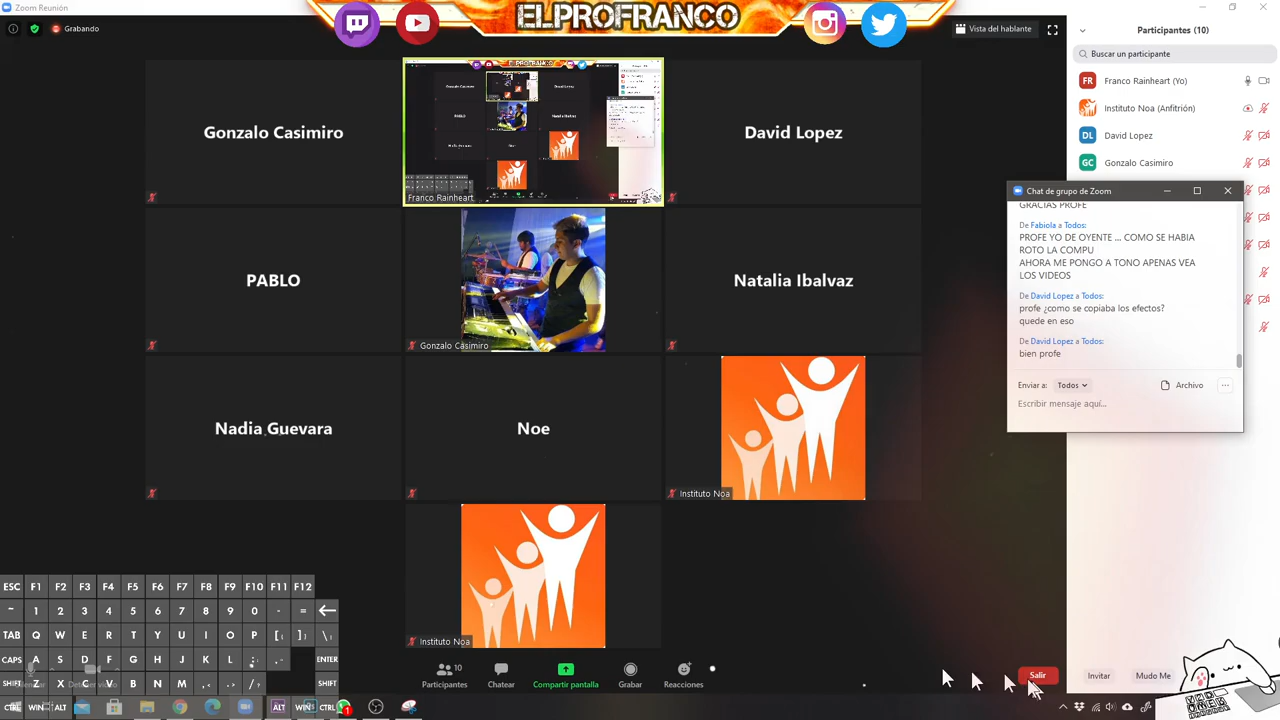 Zoom Reunión
ELPROFRANCO
Grabando
Vista del hablante
Participantes (10)
Buscar un participante
Franco Rainheart (Yo)
Instituto Noa (Anfitrión)
David Lopez
Gonzalo Casimiro
Gonzalo Casimiro
Franco Rainheart
David Lopez
PABLO
Gonzalo Casimiro
Natalia Ibalvaz
Nadia Guevara
Noe
Instituto Noa
Instituto Noa
Chat de grupo de Zoom
GRACIAS PROFE
De Fabiola a Todos:
PROFE YO DE OYENTE ... COMO SE HABIA
ROTO LA COMPU
AHORA ME PONGO A TONO APENAS VEA
LOS VIDEOS
De David Lopez a Todos:
profe ¿como se copiaba los efectos?
quede en eso
De David Lopez a Todos:
bien profe
Enviar a: Todos
Archivo
Escribir mensaje aquí...
ESC F1 F2 F3 F4 F5 F6 F7 F8 F9 F10 F11 F12
~ 1 2 3 4 5 6 7 8 9 0 - =
TAB Q W E R T Y U I O P [ ] \
CAPS A S D F G H J K L ; ENTER
SHIFT Z X C V B N M SHIFT
WIN ALT ALT WIN CTRL
10
Participantes
Chatear
Compartir pantalla
Grabar
Reacciones
Salir
Invitar
Mudo Me